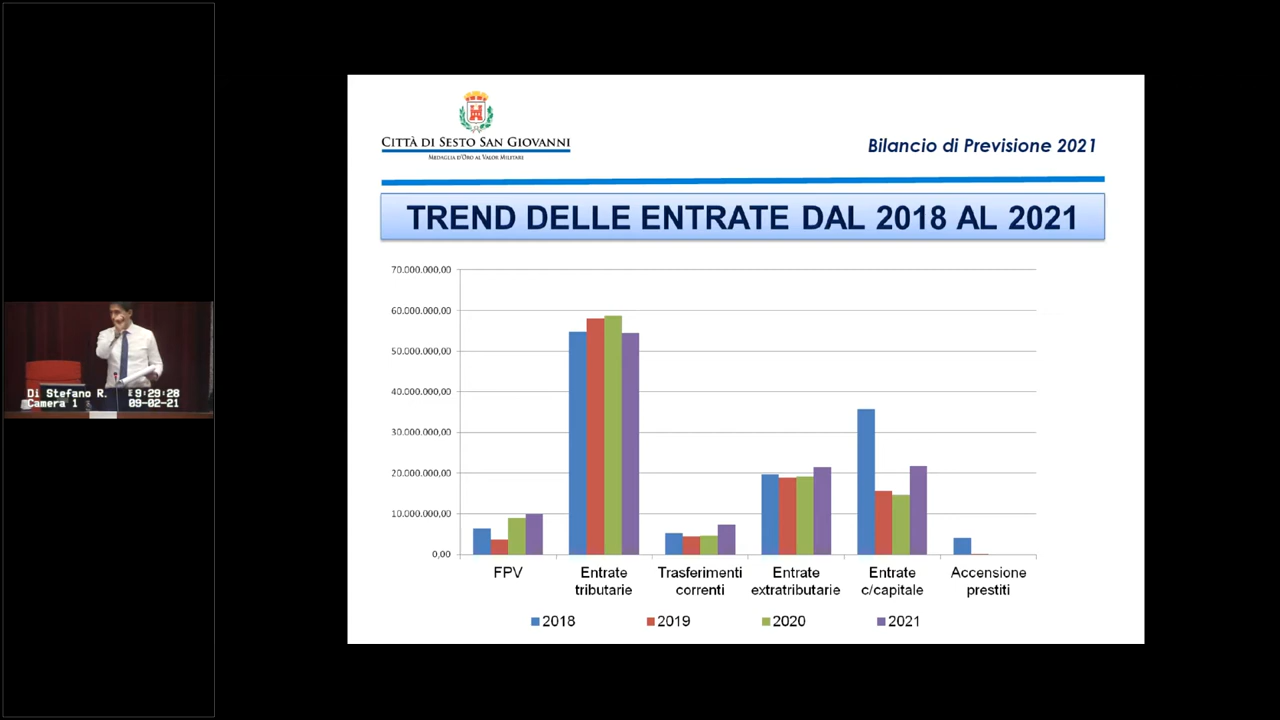 CITTÀ DI SESTO SAN GIOVANNI
MEDAGLIA D'ORO AL VALOR MILITARE
Bilancio di Previsione 2021
TREND DELLE ENTRATE DAL 2018 AL 2021
70.000.000,00
60.000.000,00
50.000.000,00
40.000.000,00
30.000.000,00
20.000.000,00
10.000.000,00
0,00
FPV
Entrate
tributarie
Trasferimenti
correnti
Entrate
extratributarie
Entrate
c/capitale
Accensione
prestiti
2018 2019 2020 2021
Di Stefano R. 9:29:28
Camera 1 09-02-21